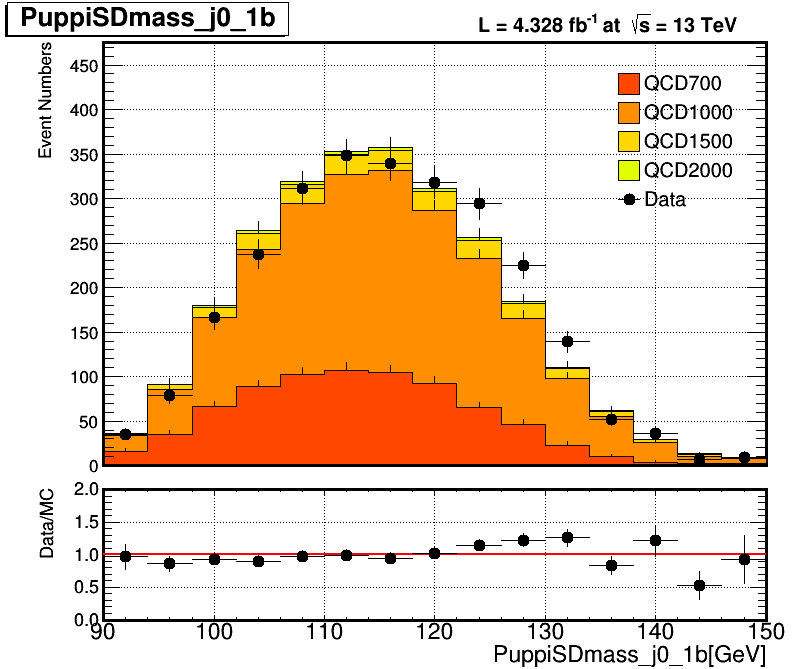 PuppiSDmass_j0_1b
L = 4.328 fb⁻¹ at √s = 13 TeV
Event Numbers
450
400
350
300
250
200
150
100
50
0
QCD700
QCD1000
QCD1500
QCD2000
Data
Data/MC
2.0
1.5
1.0
0.5
0.0
90 100 110 120 130 140 150
PuppiSDmass_j0_1b[GeV]